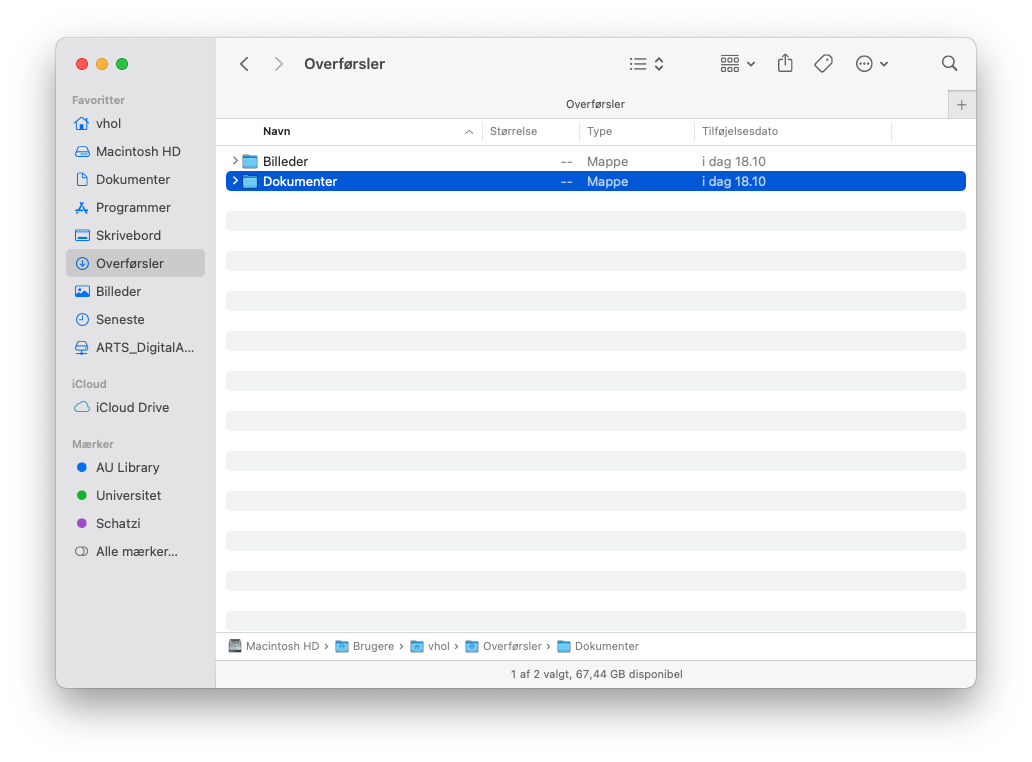 Overførsler
Favoritter
vhol
Macintosh HD
Dokumenter
Programmer
Skrivebord
Overførsler
Billeder
Seneste
ARTS_DigitalA...
iCloud
iCloud Drive
Mærker
AU Library
Universitet
Schatzi
Alle mærker...
Overførsler
+
Navn Størrelse Type Tilføjelsesdato
Billeder -- Mappe i dag 18.10
Dokumenter -- Mappe i dag 18.10
Macintosh HD › Brugere › vhol › Overførsler › Dokumenter
1 af 2 valgt, 67,44 GB disponibel